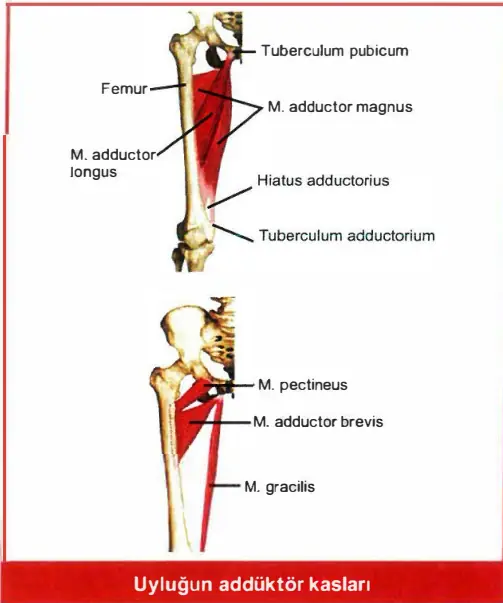 Tuberculum pubicum
Femur
M. adductor magnus
M. adductor
longus
Hiatus adductorius
Tuberculum adductorium
M. pectineus
M. adductor brevis
M. gracilis
Uyluğun addüktör kasları